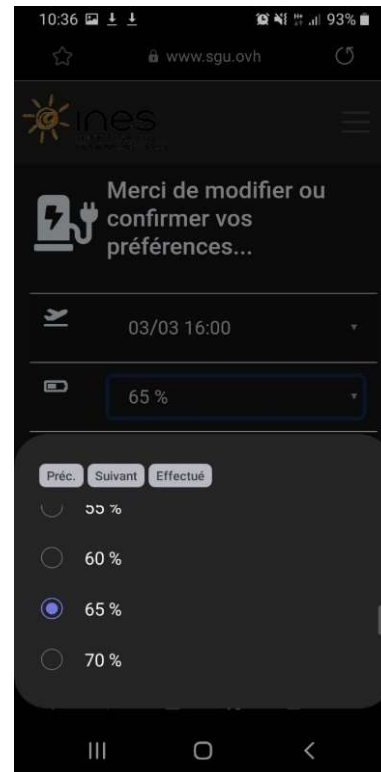 10:36 93%
www.sgu.ovh
ines
Merci de modifier ou
confirmer vos
préférences...
03/03 16:00
65 %
Préc. Suivant Effectué
55 %
60 %
65 %
70 %